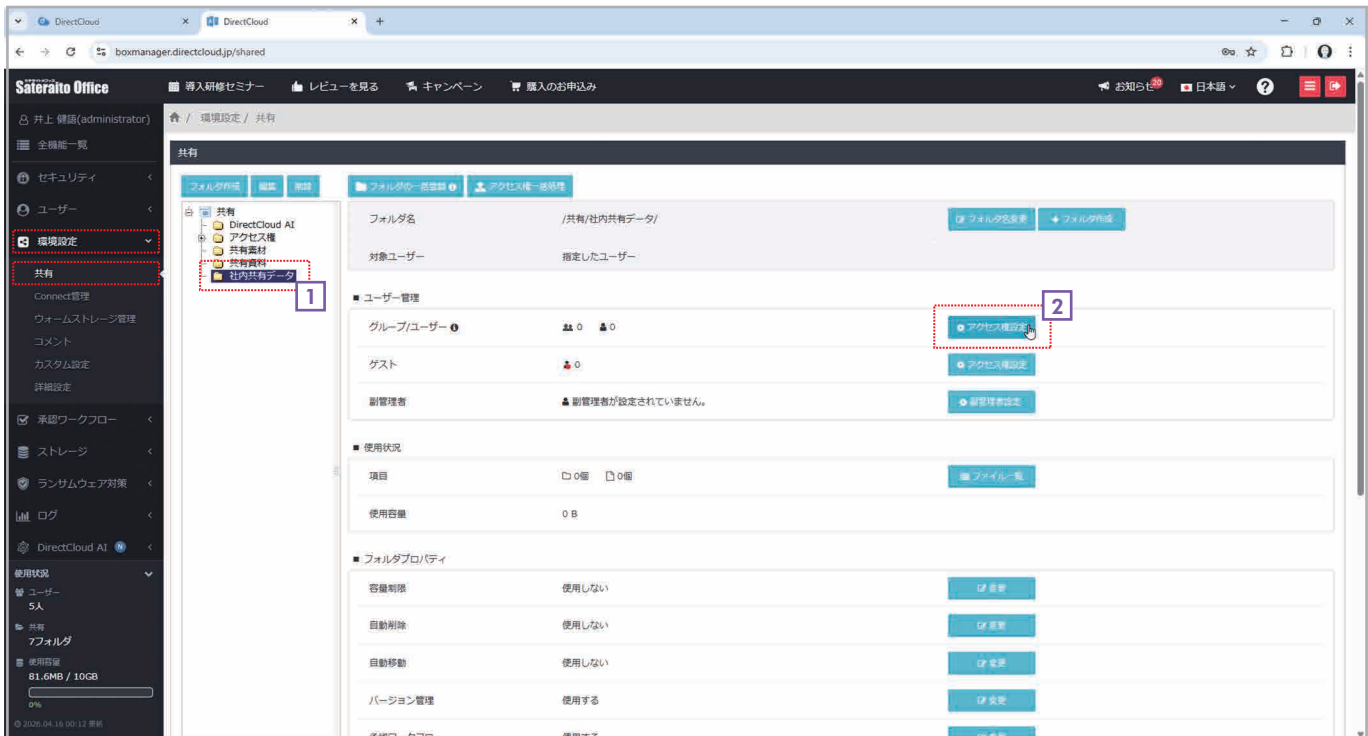 DirectCloud
DirectCloud
boxmanager.directcloud.jp/shared
サテライトオフィス
Sateraito Office
導入研修セミナー レビューを見る キャンペーン 購入のお申込み
お知らせ 20 日本語 ?
井上 健語(administrator)
環境設定 / 共有
全機能一覧
共有
セキュリティ
ユーザー
環境設定
共有
Connect管理
ウォームストレージ管理
コメント
カスタム設定
詳細設定
承認ワークフロー
ストレージ
ランサムウェア対策
ログ
DirectCloud AI N
使用状況
ユーザー
5人
共有
7フォルダ
使用容量
81.6MB / 10GB
0%
2026.04.16 00:12 更新
フォルダ作成 編集 削除
フォルダの一括登録 アクセス権一括処理
共有
DirectCloud AI
アクセス権
共有素材
共有資料
社内共有データ
1
フォルダ名 /共有/社内共有データ/ フォルダ名変更 フォルダ作成
対象ユーザー 指定したユーザー
■ ユーザー管理
2
グループ/ユーザー 0 0 アクセス権設定
ゲスト 0 アクセス権設定
副管理者 副管理者が設定されていません。 副管理者設定
■ 使用状況
項目 0個 0個 ファイル一覧
使用容量 0 B
■ フォルダプロパティ
容量制限 使用しない 変更
自動削除 使用しない 変更
自動移動 使用しない 変更
バージョン管理 使用する 変更